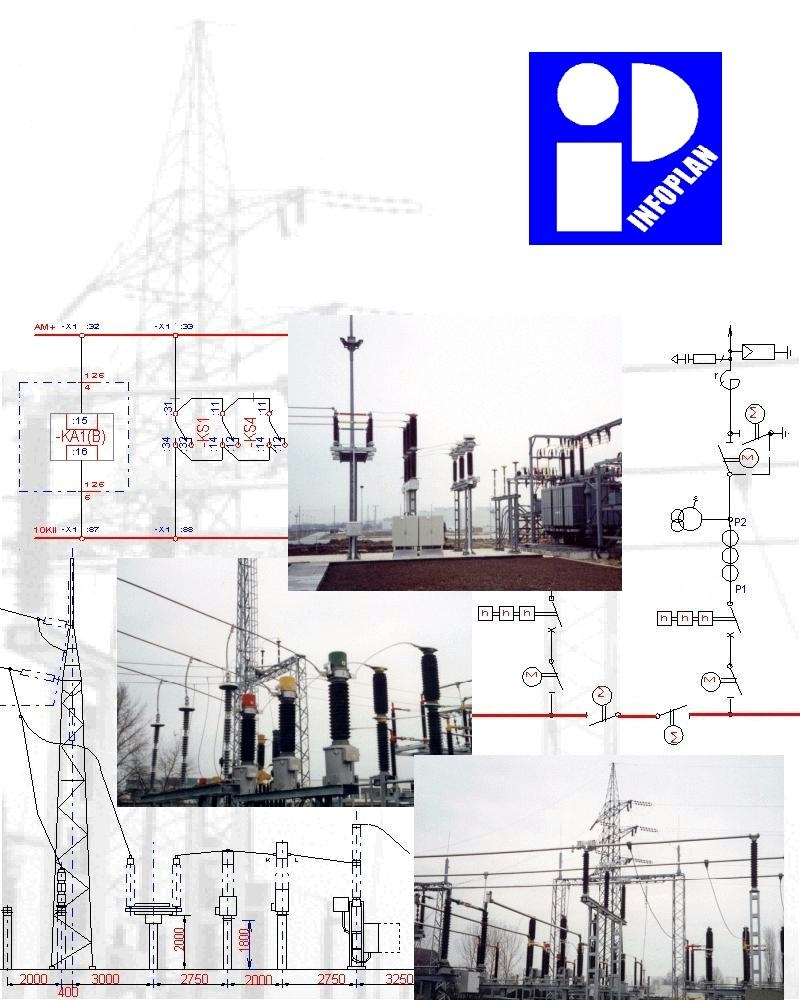 INFOPLAN
AM+ -X1 :32 -X1 :33
126
4
:15
-KA1(B)
:16
126
6
:31 :11 :11
-KS1 -KS4
:34 :32 :14 :12 :14 :12
10KII -X1 :87 -X1 :88
r
Σ
M
s
P2
P1
h h h
h h h
M
M
Σ
Σ
K L
2000
1800
2000 3000 2750 2000 2750 3250
400